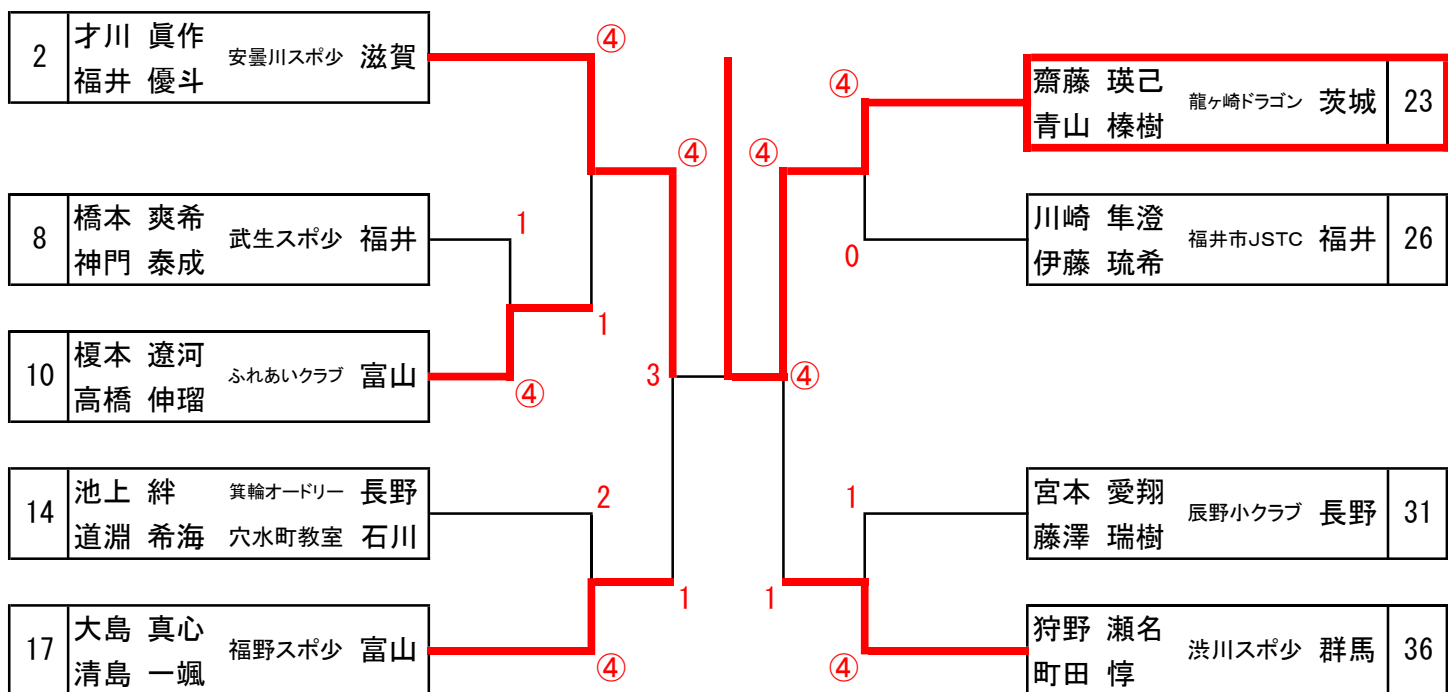 2 才川 眞作 福井 優斗 安曇川スポ少 滋賀
④
8 橋本 爽希 神門 泰成 武生スポ少 福井
1
10 榎本 遼河 高橋 伸瑠 ふれあいクラブ 富山
④
1
④
3
14 池上 絆 箕輪オードリー 長野
道淵 希海 穴水町教室 石川
2
17 大島 真心 清島 一颯 福野スポ少 富山
④
1
④
④
④
齋藤 瑛己 青山 榛樹 龍ヶ崎ドラゴン 茨城 23
0
川崎 隼澄 伊藤 琉希 福井市JSTC 福井 26
④
1
宮本 愛翔 藤澤 瑞樹 辰野小クラブ 長野 31
1
④
狩野 瀬名 町田 惇 渋川スポ少 群馬 36